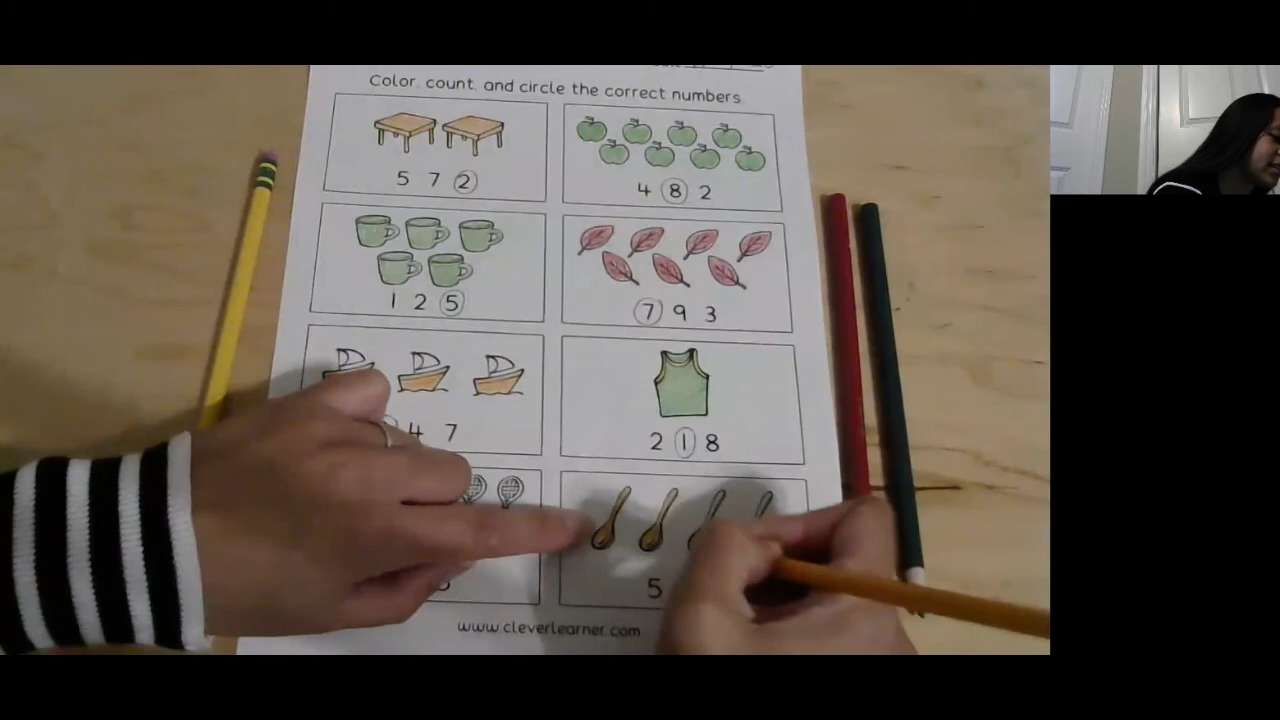 Color, count, and circle the correct numbers.
5 7 2
4 8 2
1 2 5
7 9 3
4 7
2 1 8
5
www.cleverlearner.com